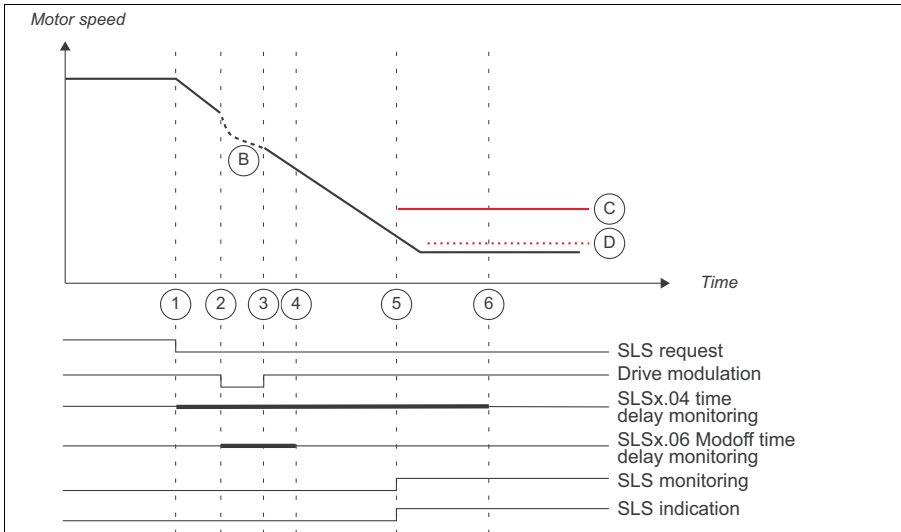 Motor speed
B
C
D
Time
1 2 3 4 5 6
SLS request
Drive modulation
SLSx.04 time
delay monitoring
SLSx.06 Modoff time
delay monitoring
SLS monitoring
SLS indication